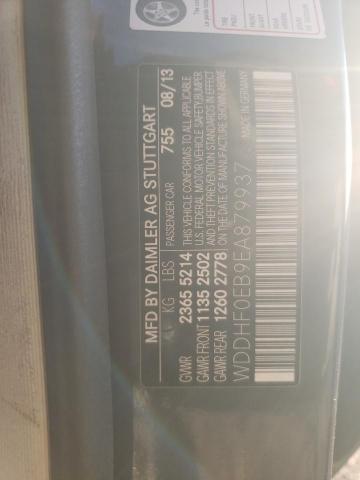 MFD BY DAIMLER AG STUTTGART
PASSENGER CAR 755 08/13
KG LBS
GVWR 2365 5214
GAWR FRONT 1135 2502
GAWR REAR 1260 2778
THIS VEHICLE CONFORMS TO ALL APPLICABLE
U.S. FEDERAL MOTOR VEHICLE SAFETY,BUMPER
AND THEFT PREVENTION STANDARDS IN EFFECT
ON THE DATE OF MANUFACTURE SHOWN ABOVE
MADE IN GERMANY
WDDHF0EB9EA879937